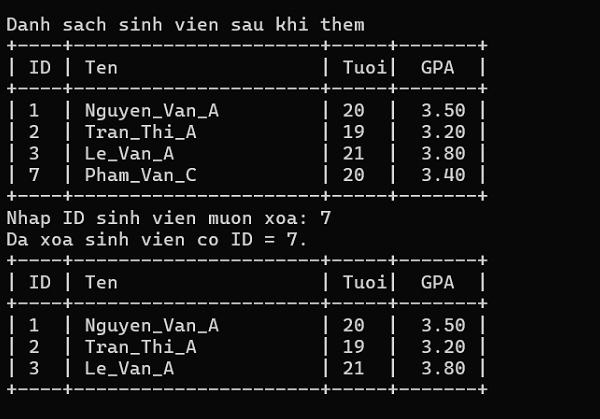 Danh sach sinh vien sau khi them
+----+---------------------+-----+-------+
| ID | Ten                 | Tuoi|  GPA  |
+----+---------------------+-----+-------+
| 1  | Nguyen_Van_A        | 20  |  3.50 |
| 2  | Tran_Thi_A          | 19  |  3.20 |
| 3  | Le_Van_A            | 21  |  3.80 |
| 7  | Pham_Van_C          | 20  |  3.40 |
+----+---------------------+-----+-------+
Nhap ID sinh vien muon xoa: 7
Da xoa sinh vien co ID = 7.
+----+---------------------+-----+-------+
| ID | Ten                 | Tuoi|  GPA  |
+----+---------------------+-----+-------+
| 1  | Nguyen_Van_A        | 20  |  3.50 |
| 2  | Tran_Thi_A          | 19  |  3.20 |
| 3  | Le_Van_A            | 21  |  3.80 |
+----+---------------------+-----+-------+